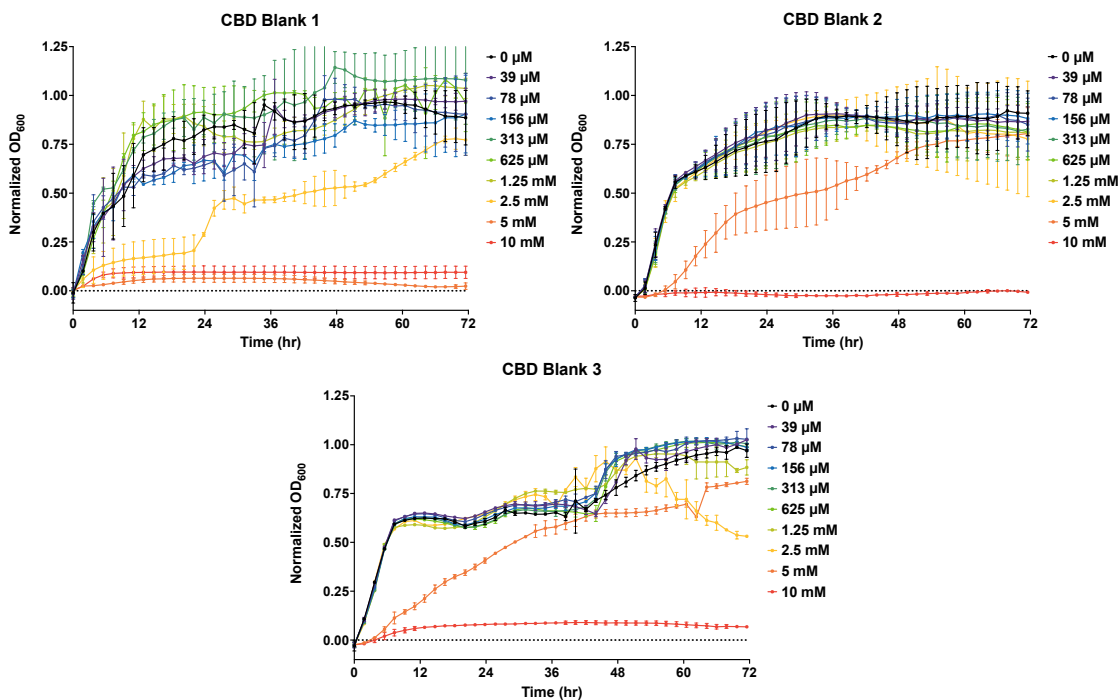 CBD Blank 1
Normalized OD600
1.25
1.00
0.75
0.50
0.25
0.00
0
12
24
36
48
60
72
Time (hr)
0 µM
39 µM
78 µM
156 µM
313 µM
625 µM
1.25 mM
2.5 mM
5 mM
10 mM
CBD Blank 2
Normalized OD600
1.25
1.00
0.75
0.50
0.25
0.00
0
12
24
36
48
60
72
Time (hr)
0 µM
39 µM
78 µM
156 µM
313 µM
625 µM
1.25 mM
2.5 mM
5 mM
10 mM
CBD Blank 3
Normalized OD600
1.25
1.00
0.75
0.50
0.25
0.00
0
12
24
36
48
60
72
Time (hr)
0 µM
39 µM
78 µM
156 µM
313 µM
625 µM
1.25 mM
2.5 mM
5 mM
10 mM